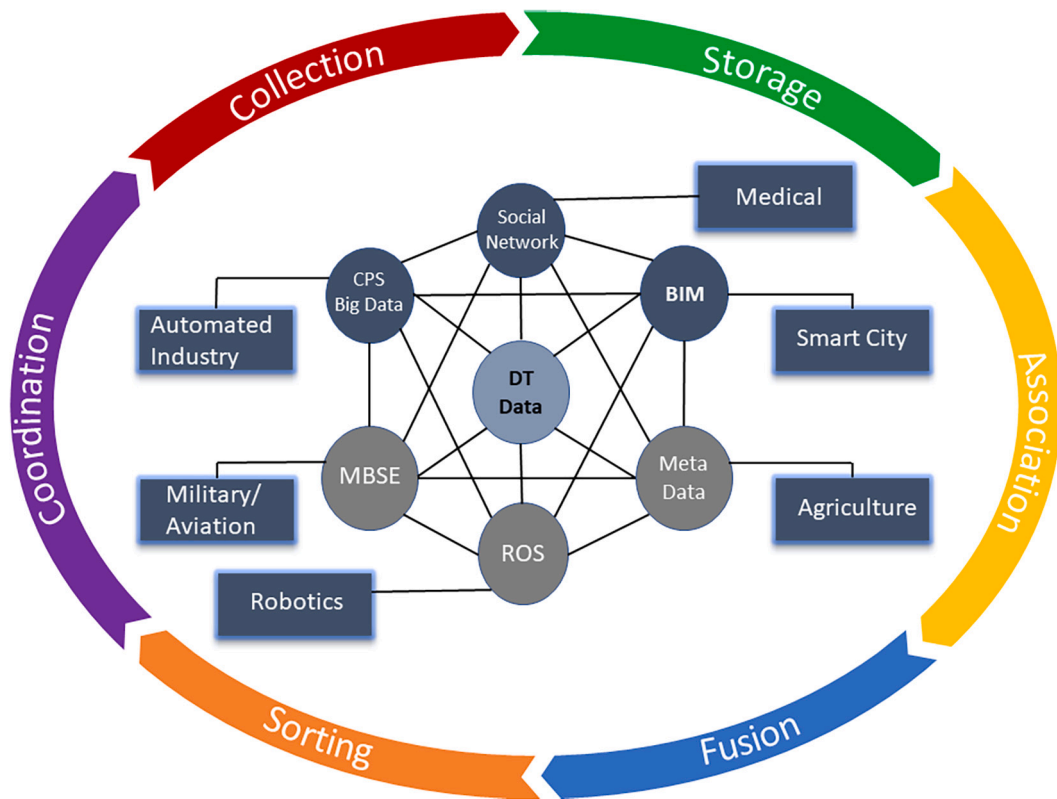 Collection
Storage
Medical
Social
Network
CPS
Big Data
BIM
Automated
Industry
Smart City
DT
Data
Coordination
Association
MBSE
Meta
Data
Military/
Aviation
Agriculture
ROS
Robotics
Sorting
Fusion